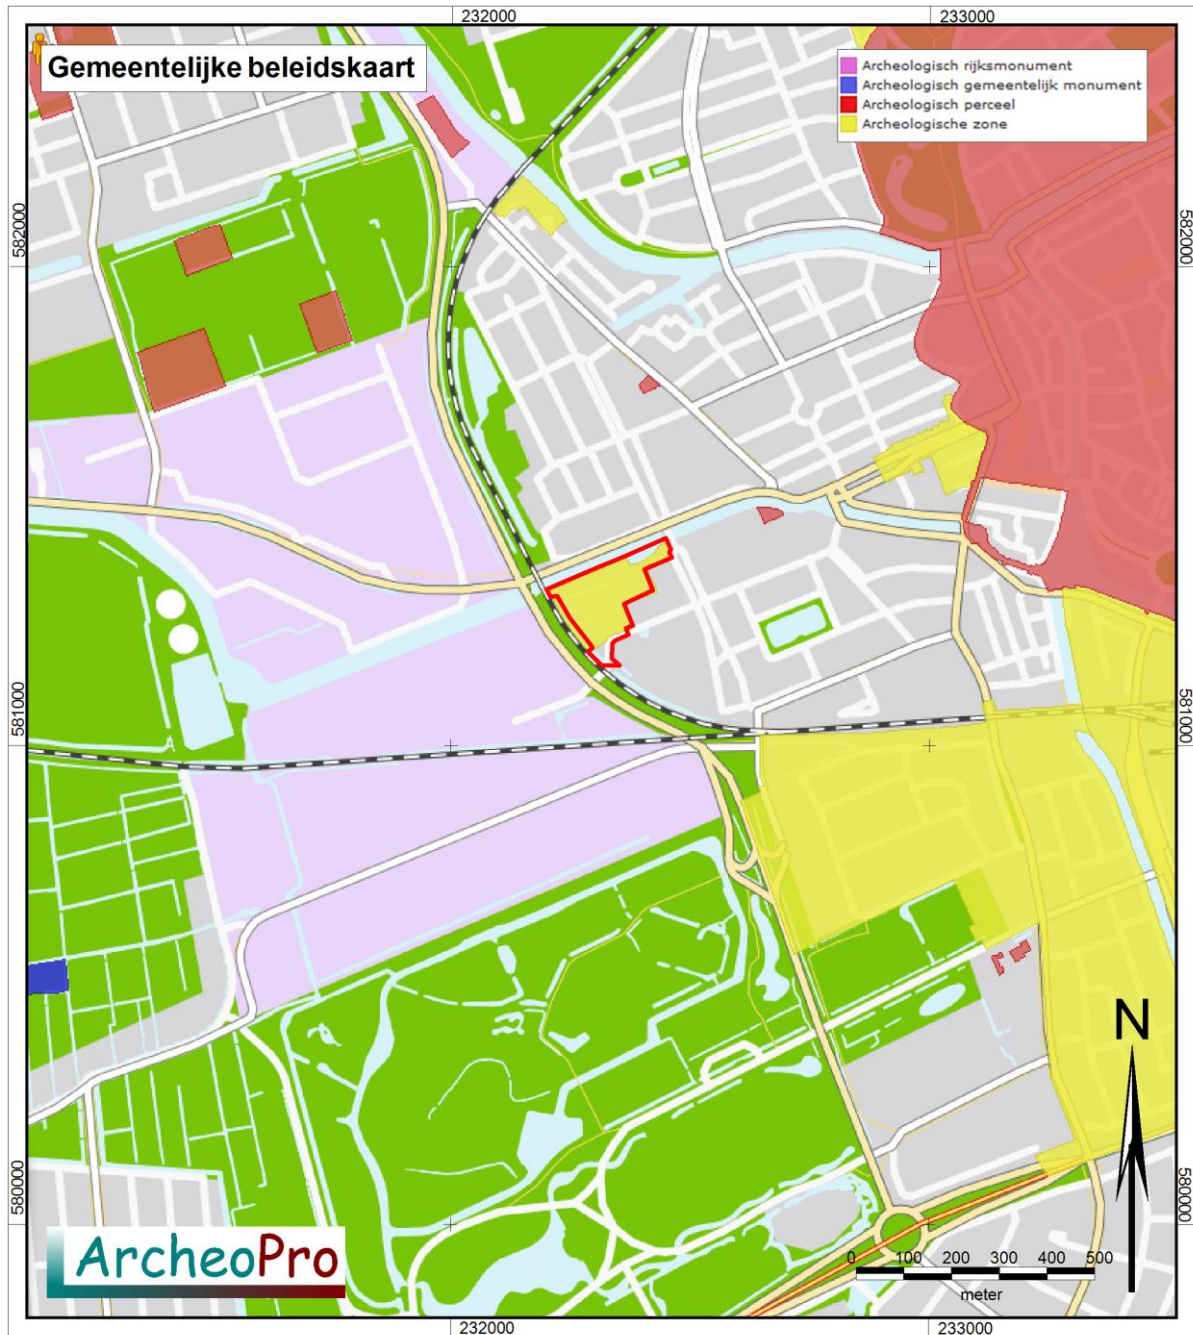 232000
233000
Gemeentelijke beleidskaart
Archeologisch rijksmonument
Archeologisch gemeentelijk monument
Archeologisch perceel
Archeologische zone
582000
582000
581000
581000
580000
580000
N
ArcheoPro
0 100 200 300 400 500
meter
232000
233000